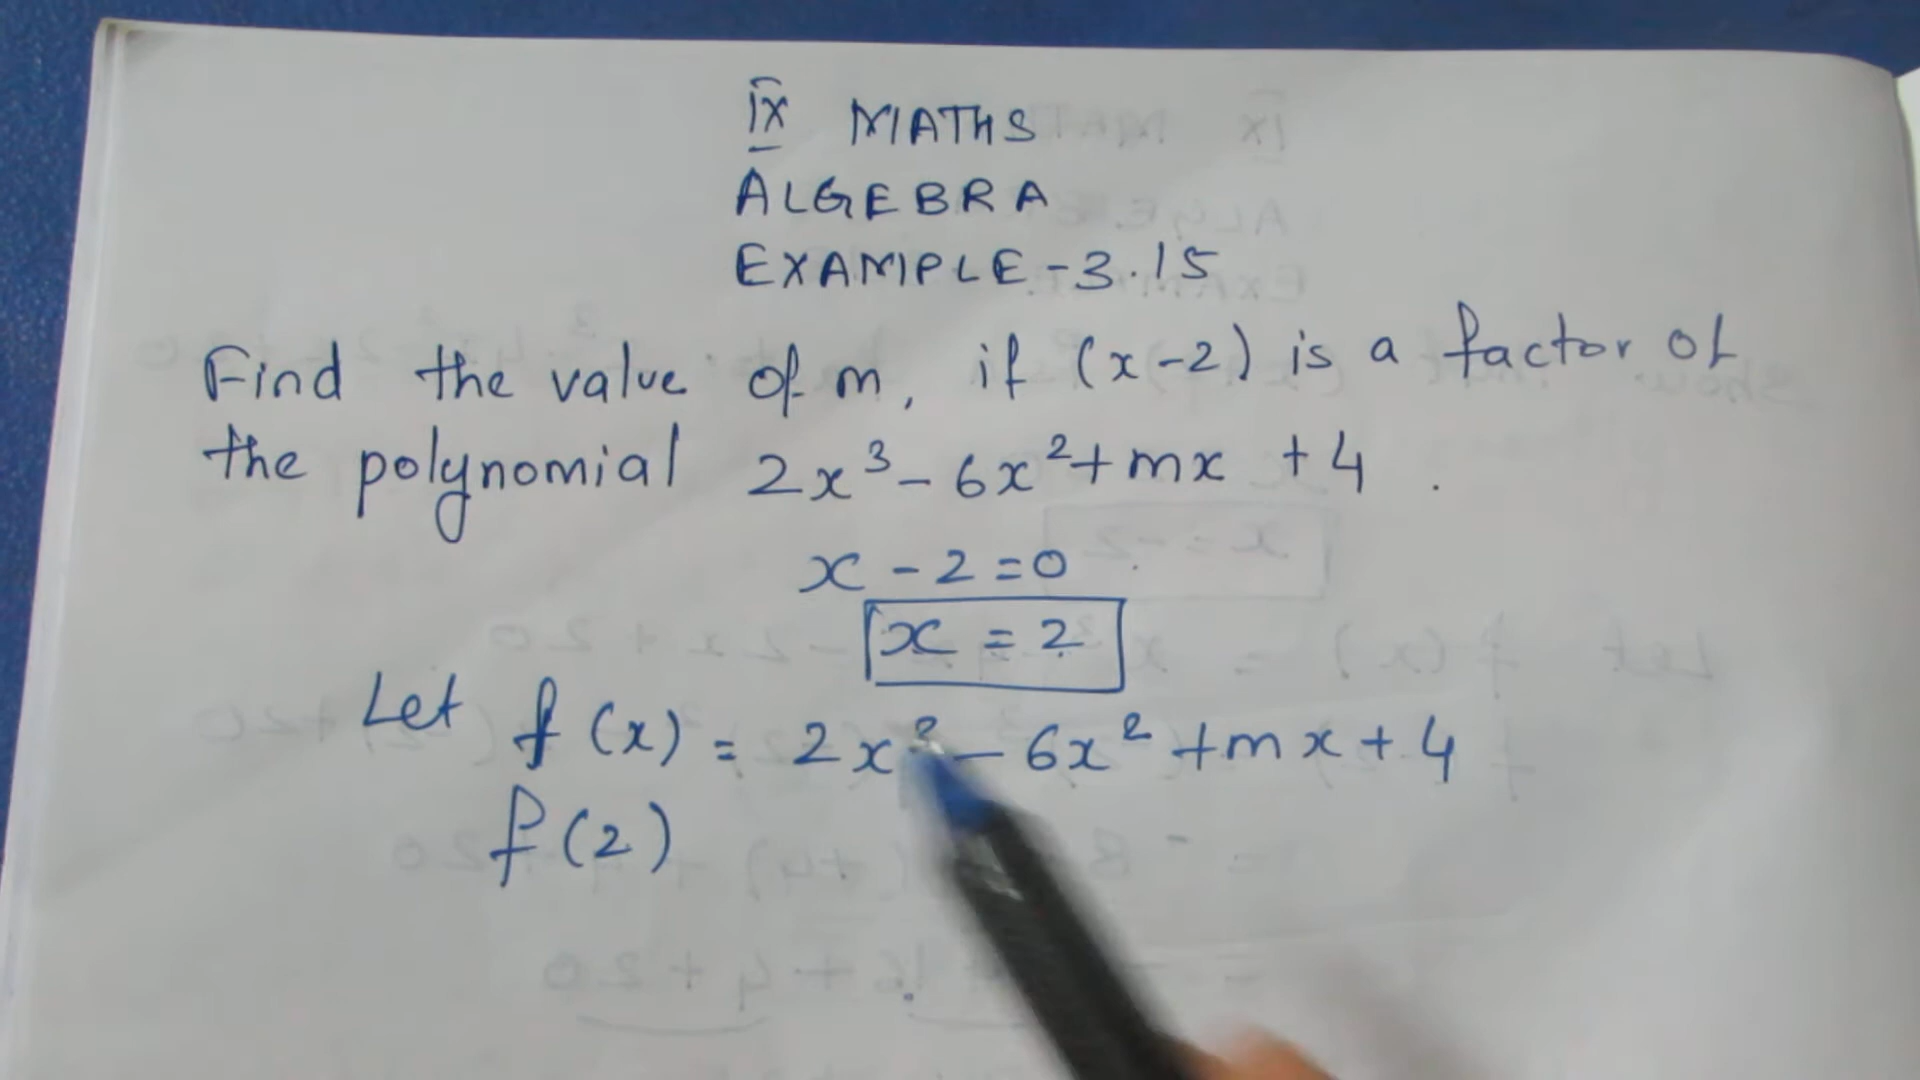 IX MATHS
ALGEBRA
EXAMPLE-3.15
Find the value of m, if (x-2) is a factor of
the polynomial 2x³-6x²+mx +4.
x-2=0
x = 2
Let f(x) = 2x³-6x²+mx+4
f(2)